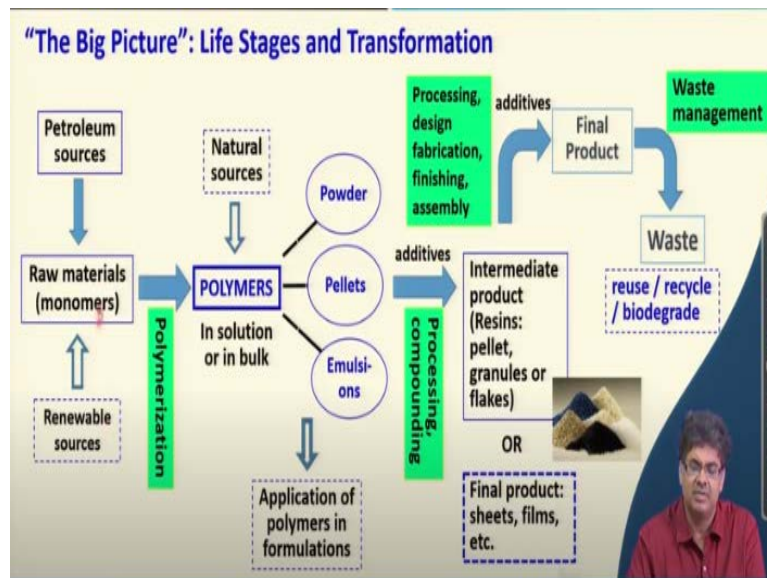 “The Big Picture”: Life Stages and Transformation
Petroleum
sources
Raw materials
(monomers)
Renewable
sources
Polymerization
Natural
sources
POLYMERS
In solution
or in bulk
Powder
Pellets
Emulsi-
ons
Application of
polymers in
formulations
additives
Processing,
compounding
Intermediate
product
(Resins:
pellet,
granules or
flakes)
OR
Final product:
sheets, films,
etc.
Processing,
design
fabrication,
finishing,
assembly
additives
Final
Product
Waste
management
Waste
reuse / recycle
/ biodegrade